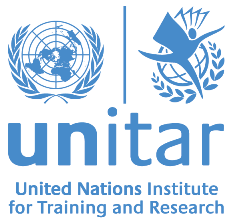 unitar
United Nations Institute
for Training and Research